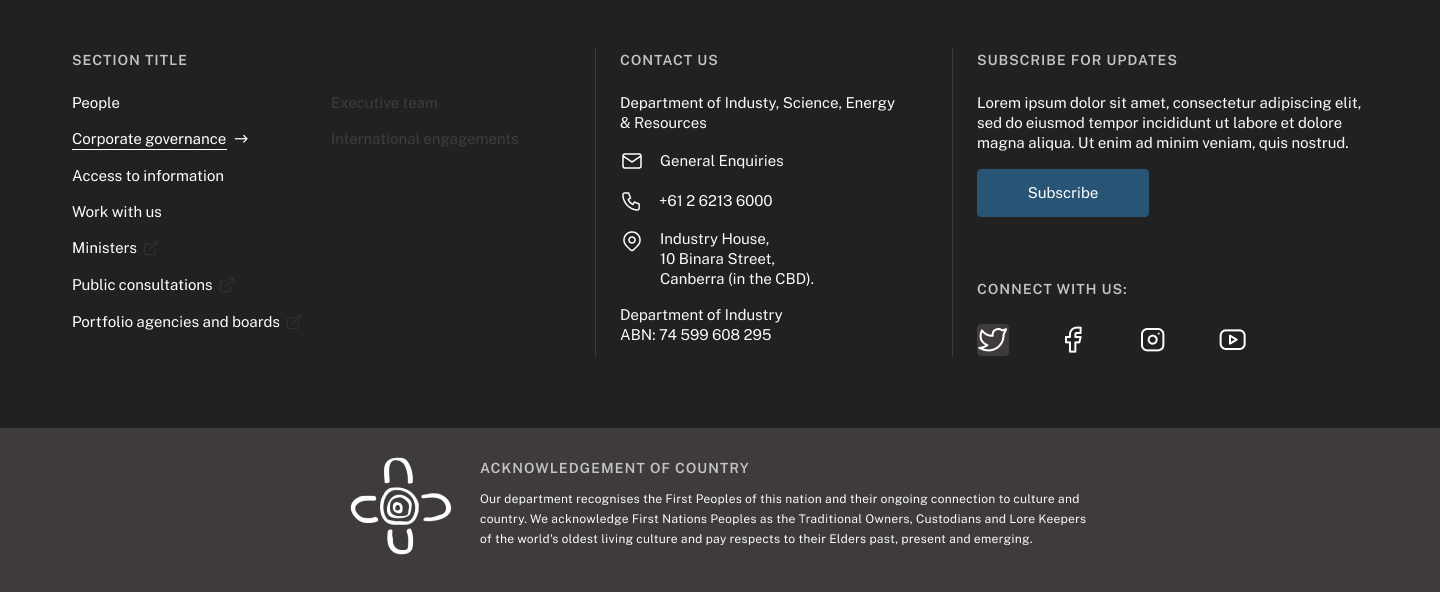 SECTION TITLE
People
Corporate governance
Access to information
Work with us
Ministers
Public consultations
Portfolio agencies and boards
Executive team
International engagements
CONTACT US
Department of Industy, Science, Energy
& Resources
General Enquiries
+61 2 6213 6000
Industry House,
10 Binara Street,
Canberra (in the CBD).
Department of Industry
ABN: 74 599 608 295
SUBSCRIBE FOR UPDATES
Lorem ipsum dolor sit amet, consectetur adipiscing elit,
sed do eiusmod tempor incididunt ut labore et dolore
magna aliqua. Ut enim ad minim veniam, quis nostrud.
Subscribe
CONNECT WITH US:
ACKNOWLEDGEMENT OF COUNTRY
Our department recognises the First Peoples of this nation and their ongoing connection to culture and
country. We acknowledge First Nations Peoples as the Traditional Owners, Custodians and Lore Keepers
of the world's oldest living culture and pay respects to their Elders past, present and emerging.